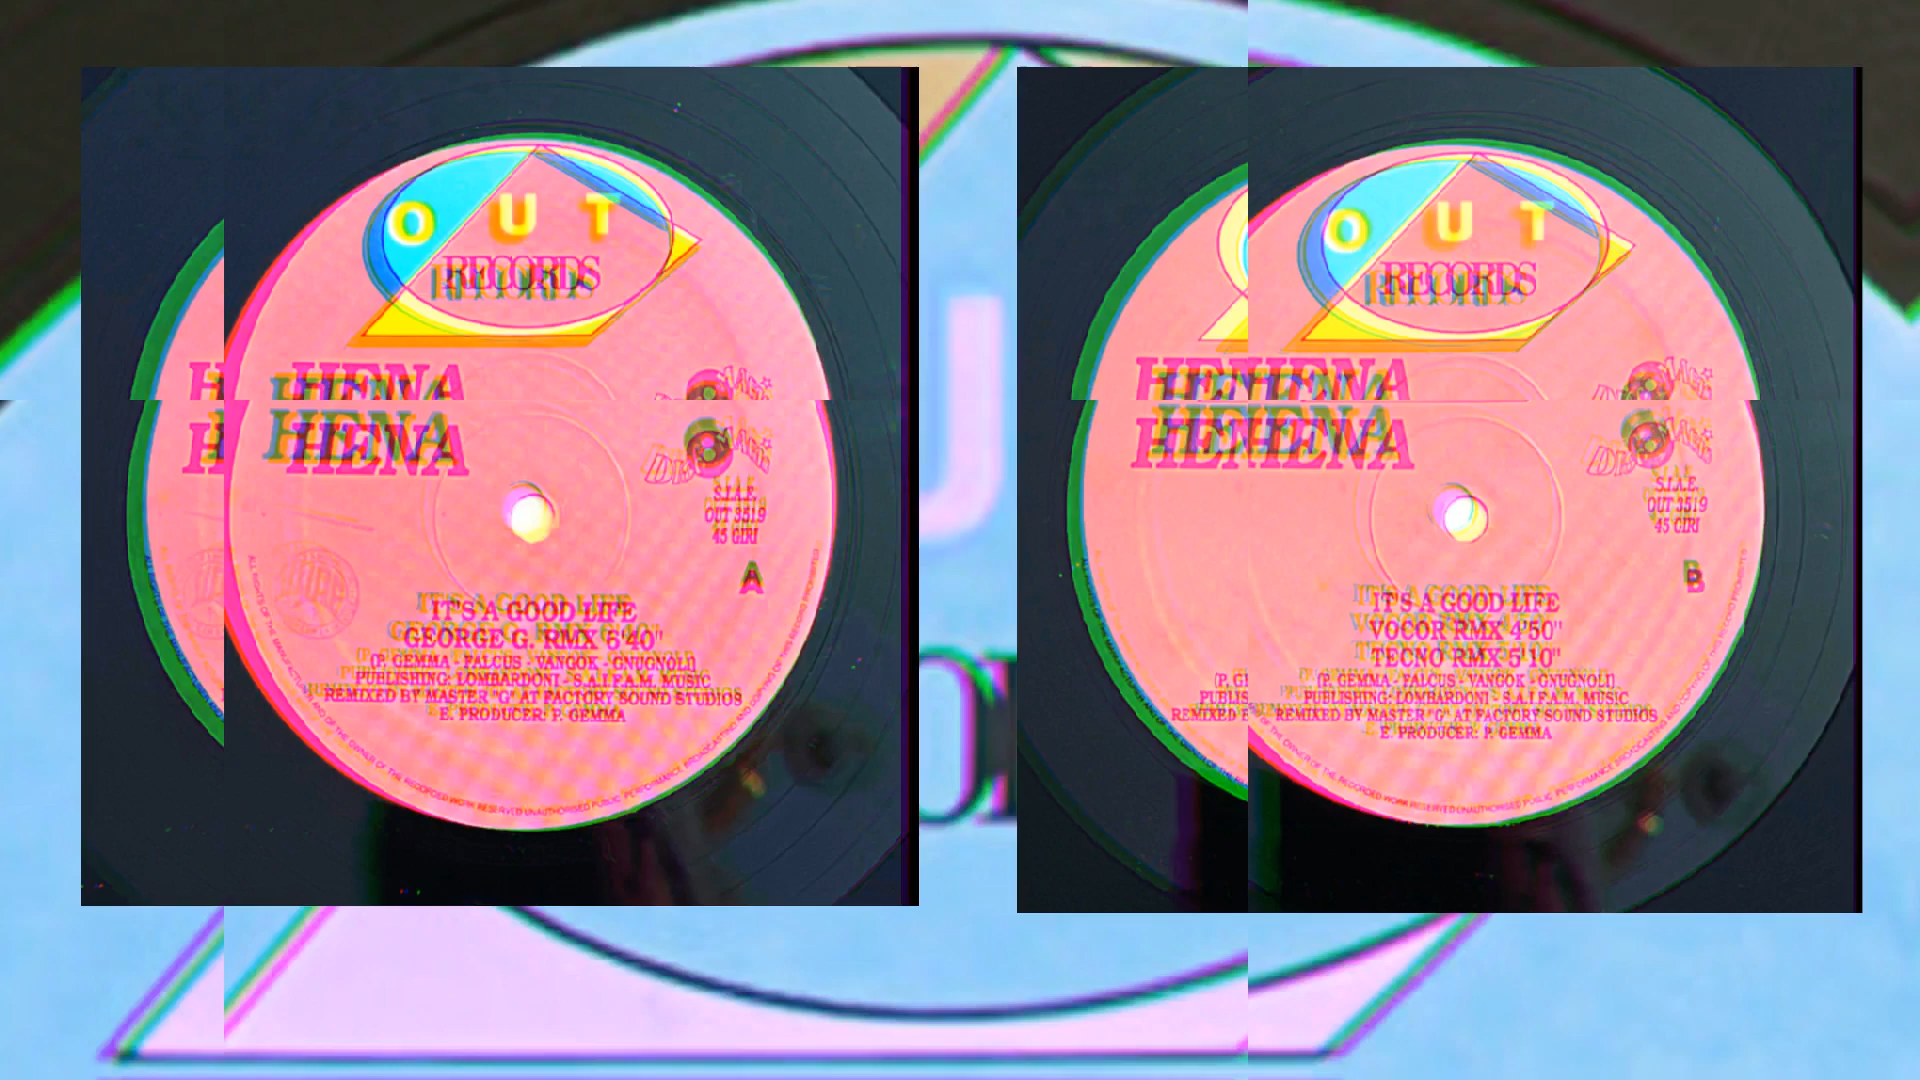 OUT
RECORDS
HENA
HENA
S.I.A.E.
OUT 3519
45 GIRI
A
IT'S A GOOD LIFE
GEORGE G. RMX 6'40"
(P. GEMMA - FALCUS - VANGOK - GNUGNOLI)
PUBLISHING: LOMBARDONI - S.A.I.F.A.M. MUSIC
REMIXED BY MASTER "G" AT FACTORY SOUND STUDIOS
E. PRODUCER: P. GEMMA
OUT
RECORDS
HEHENA
HEHENA
S.I.A.E.
OUT 3519
45 GIRI
B
IT'S A GOOD LIFE
VOCOR RMX 4'50"
TECNO RMX 5'10"
(P. GEMMA - FALCUS - VANGOK - GNUGNOLI)
PUBLISHING: LOMBARDONI - S.A.I.F.A.M. MUSIC
REMIXED BY MASTER "G" AT FACTORY SOUND STUDIOS
E. PRODUCER: P. GEMMA